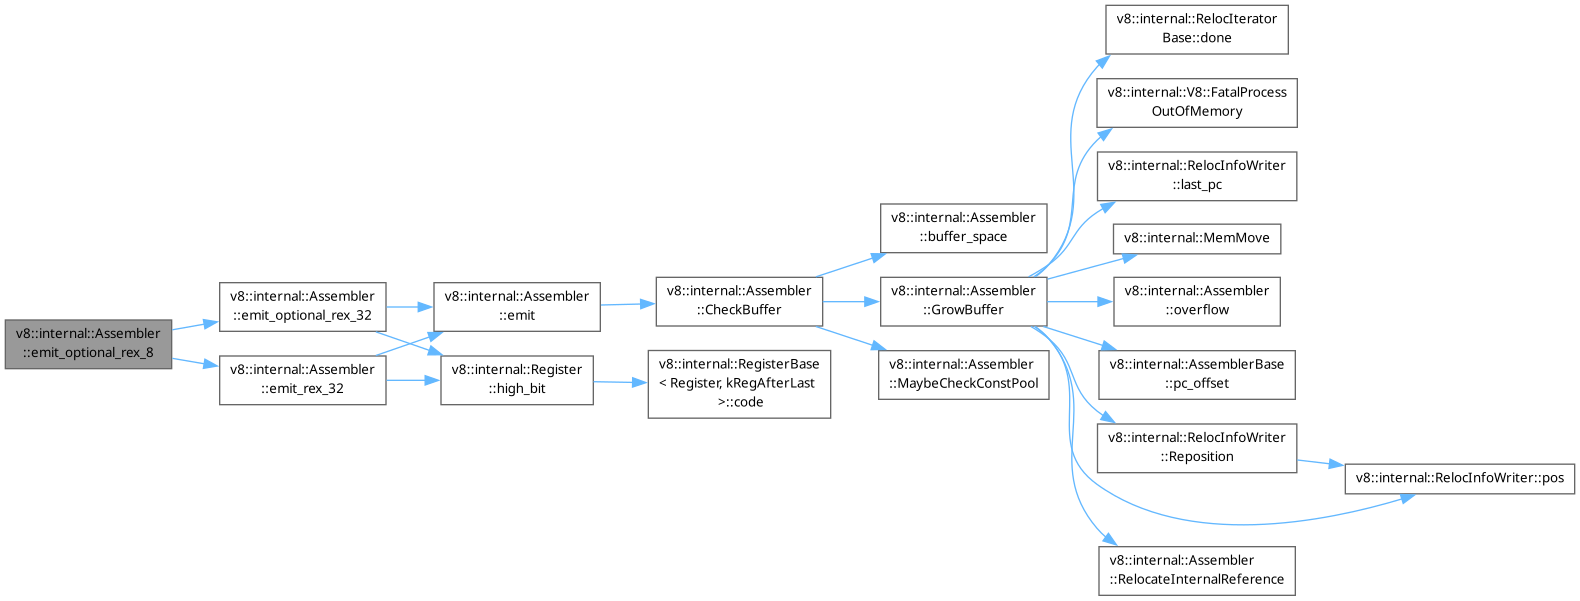 v8::internal::Assembler
::emit_optional_rex_8
v8::internal::Assembler
::emit_optional_rex_32
v8::internal::Assembler
::emit_rex_32
v8::internal::Assembler
::emit
v8::internal::Register
::high_bit
v8::internal::Assembler
::CheckBuffer
v8::internal::RegisterBase
< Register, kRegAfterLast
>::code
v8::internal::Assembler
::buffer_space
v8::internal::Assembler
::GrowBuffer
v8::internal::Assembler
::MaybeCheckConstPool
v8::internal::RelocIterator
Base::done
v8::internal::V8::FatalProcess
OutOfMemory
v8::internal::RelocInfoWriter
::last_pc
v8::internal::MemMove
v8::internal::Assembler
::overflow
v8::internal::AssemblerBase
::pc_offset
v8::internal::RelocInfoWriter
::Reposition
v8::internal::RelocInfoWriter::pos
v8::internal::Assembler
::RelocateInternalReference